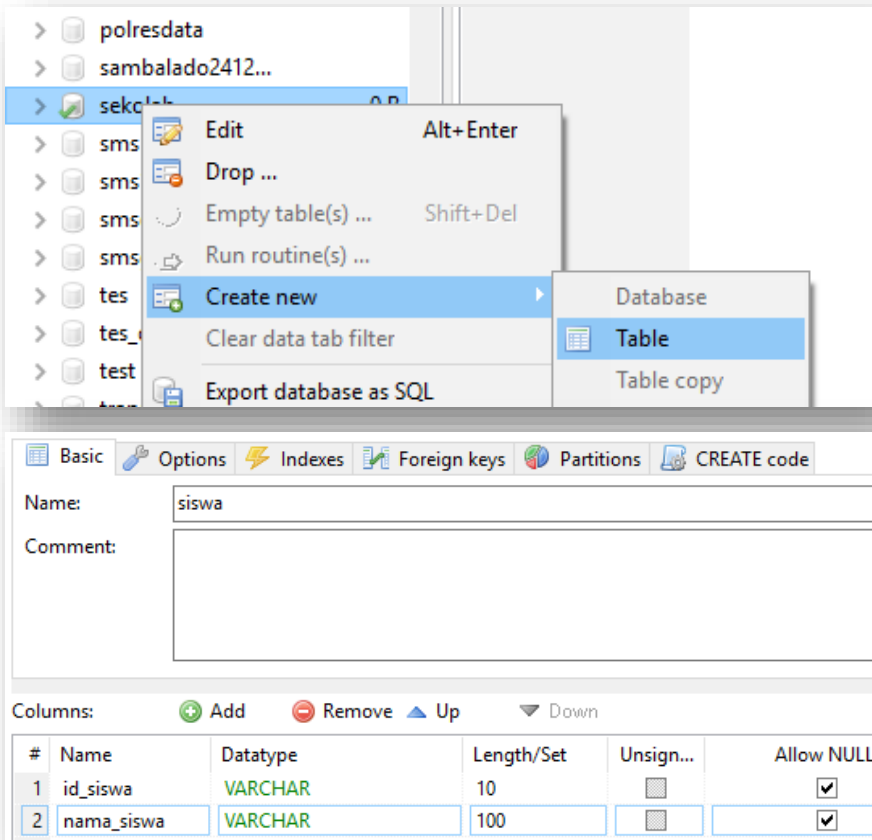 polresdata
sambalado2412...
Edit Alt+Enter
sms
Drop ...
sms
Empty table(s) ... Shift+Del
sms
Run routine(s) ...
sms
tes
Create new
Database
Clear data tab filter
Table
test
Export database as SQL
Table copy
Basic Options Indexes Foreign keys Partitions CREATE code
Name: siswa
Comment:
Columns: Add Remove Up Down
# Name Datatype Length/Set Unsign... Allow NULL
1 id_siswa VARCHAR 10
2 nama_siswa VARCHAR 100